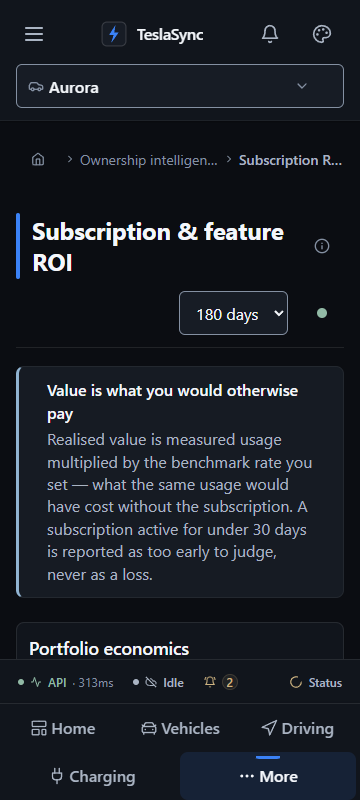 TeslaSync
Aurora
Ownership intelligen... Subscription R...
Subscription & feature
ROI
180 days
Value is what you would otherwise
pay
Realised value is measured usage
multiplied by the benchmark rate you
set — what the same usage would
have cost without the subscription. A
subscription active for under 30 days
is reported as too early to judge,
never as a loss.
Portfolio economics
API · 313ms Idle 2 Status
Home Vehicles Driving
Charging More